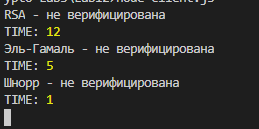 RSA - не верифицирована
TIME: 12
Эль-Гамаль - не верифицирована
TIME: 5
Шнорр - не верифицирована
TIME: 1